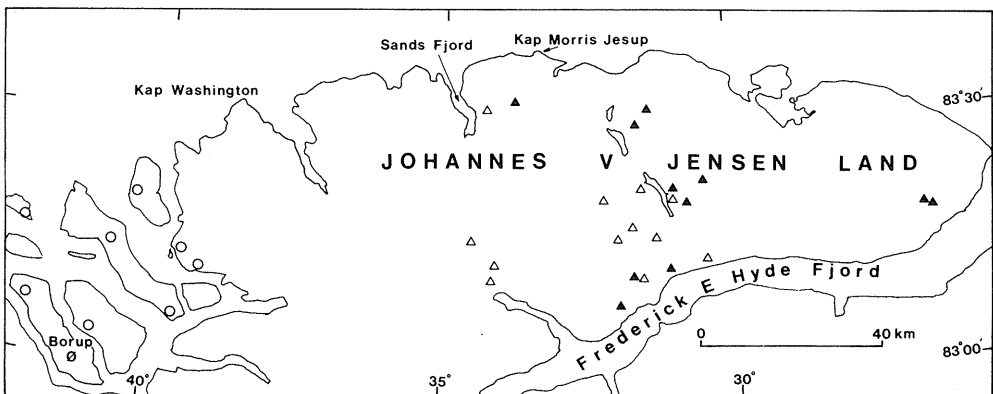 Kap Morris Jesup
Sands Fjord
Kap Washington
83°30′
JOHANNES V JENSEN LAND
Frederick E Hyde Fjord
0 40 km
Borup
Ø
83°00′
40° 35° 30°